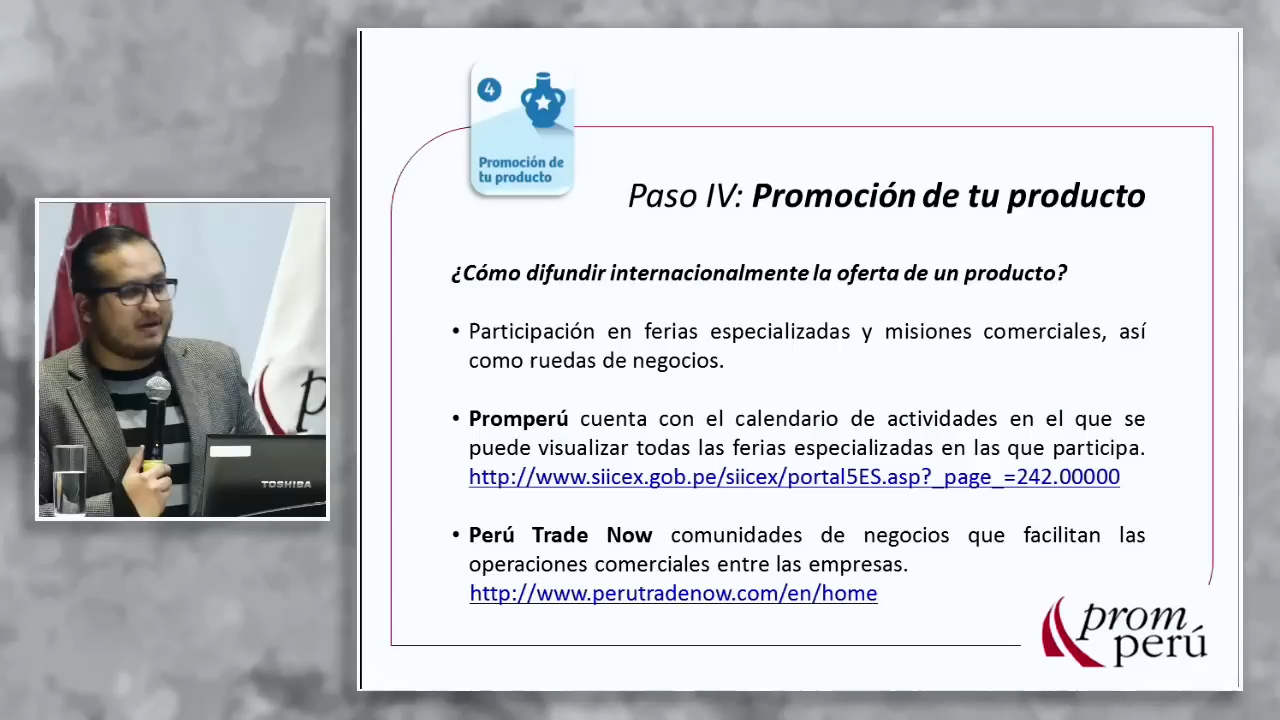 4
Promoción de
tu producto
Paso IV: Promoción de tu producto
¿Cómo difundir internacionalmente la oferta de un producto?
• Participación en ferias especializadas y misiones comerciales, así
como ruedas de negocios.
• Promperú cuenta con el calendario de actividades en el que se
puede visualizar todas las ferias especializadas en las que participa.
http://www.siicex.gob.pe/siicex/portal5ES.asp?_page_=242.00000
• Perú Trade Now comunidades de negocios que facilitan las
operaciones comerciales entre las empresas.
http://www.perutradenow.com/en/home
prom
perú
TOSHIBA
p